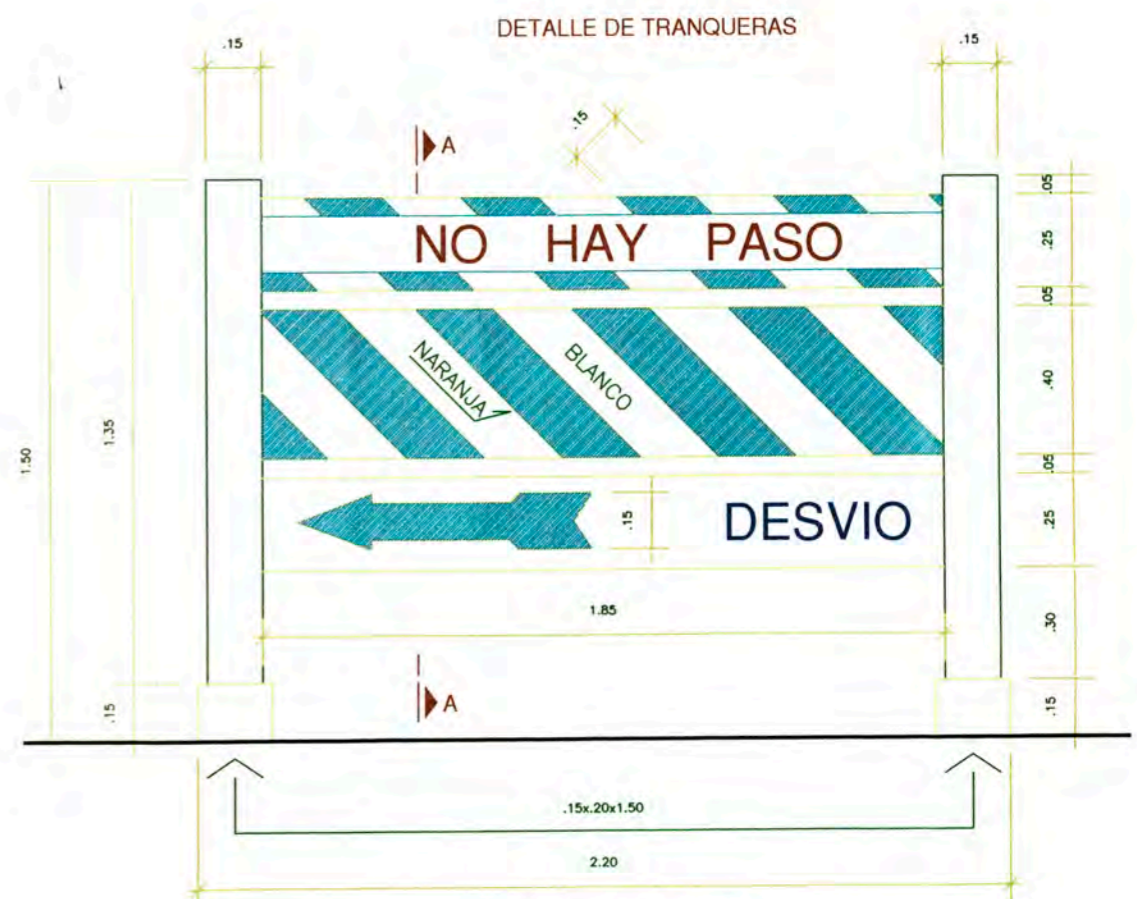 DETALLE DE TRANQUERAS
.15
.15
.15
A
NO HAY PASO
.05
.25
.05
NARANJA
BLANCO
.40
1.50
1.35
.05
.15
DESVIO
.25
1.85
.30
.15
A
.15
.15x.20x1.50
2.20